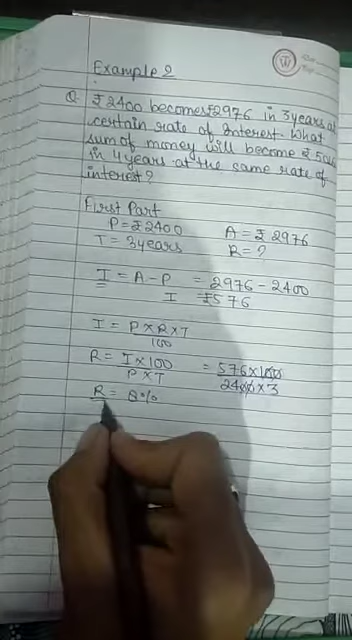 Example 2
Q. ₹2400 becomes ₹2976 in 3 years at
certain rate of interest. What
sum of money will become ₹
in 4 years at the same rate of
interest?
First Part
P = ₹2400 A = ₹ 2976
T = 3 years R = ?
I = A - P = 2976 - 2400
I = ₹576
I = P × R × T / 100
R = I × 100 / P × T = 576 × 100 / 2400 × 3
R = 8%